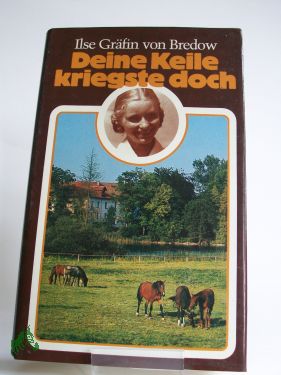 Ilse Gräfin von Bredow
Deine Keile
kriegste doch